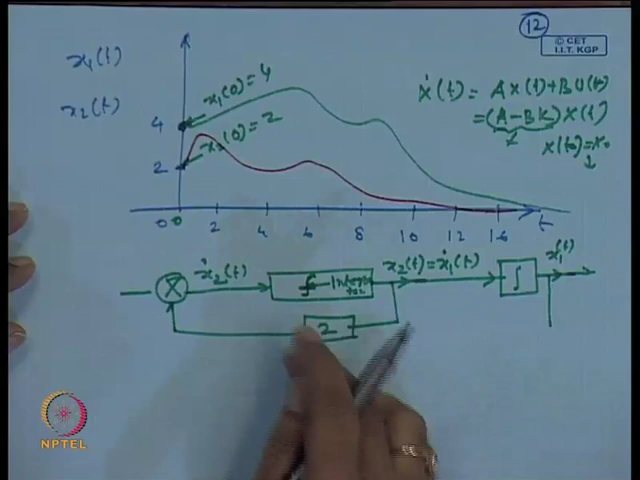 12
© CET
I.I.T. KGP
x₁(t)
x₂(t)
x₁(0)=4
x₂(0)=2
Ẋ(t) = A X(t)+B U(t)
= (A-BK) X(t)
X(t₀)=X₀
4
2
0 0 2 4 6 8 10 12 14 t
ẋ₂(t)
x₂(t)=ẋ₁(t)
x₁(t)
∫
2
NPTEL